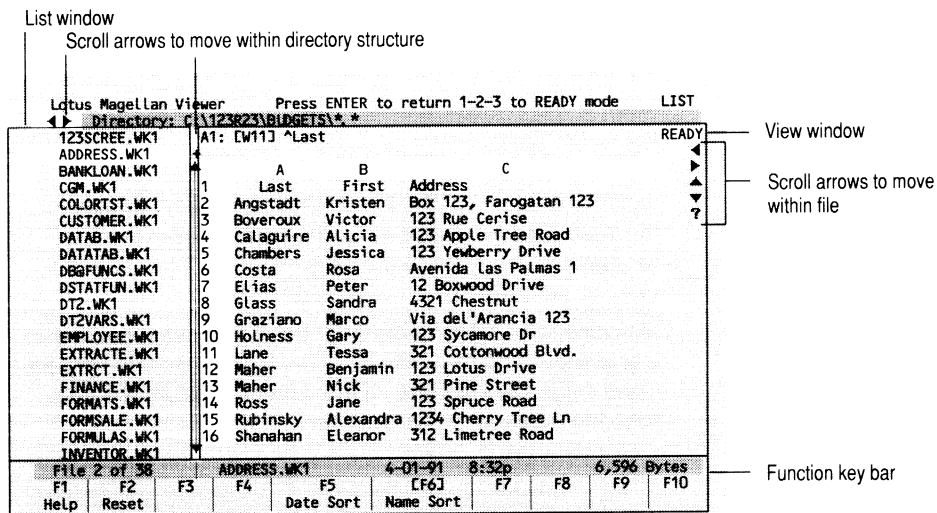 List window
Scroll arrows to move within directory structure
Lotus Magellan Viewer Press ENTER to return 1-2-3 to READY mode LIST
Directory: C:\123R23\BUDGETS\*.*
123SCREE.WK1 A1: [W11] ^Last READY
ADDRESS.WK1
BANKLOAN.WK1 A B C
CGM.WK1 1 Last First Address
COLORTST.WK1 2 Angstadt Kristen Box 123, Farogatan 123
CUSTOMER.WK1 3 Boveroux Victor 123 Rue Cerise ?
DATAB.WK1 4 Calaguire Alicia 123 Apple Tree Road
DATATAB.WK1 5 Chambers Jessica 123 Yewberry Drive
DB@FUNCS.WK1 6 Costa Rosa Avenida las Palmas 1
DSTATFUN.WK1 7 Elias Peter 12 Boxwood Drive
DT2.WK1 8 Glass Sandra 4321 Chestnut
DT2VARS.WK1 9 Graziano Marco Via del'Arancia 123
EMPLOYEE.WK1 10 Holness Gary 123 Sycamore Dr
EXTRACTE.WK1 11 Lane Tessa 321 Cottonwood Blvd.
EXTRCT.WK1 12 Maher Benjamin 123 Lotus Drive
FINANCE.WK1 13 Maher Nick 321 Pine Street
FORMATS.WK1 14 Ross Jane 123 Spruce Road
FORMSALE.WK1 15 Rubinsky Alexandra 1234 Cherry Tree Ln
FORMULAS.WK1 16 Shanahan Eleanor 312 Limetree Road
INVENTOR.WK1
File 2 of 38 ADDRESS.WK1 4-01-91 8:32p 6,596 Bytes
F1 F2 F3 F4 F5 [F6] F7 F8 F9 F10
Help Reset Date Sort Name Sort
View window
Scroll arrows to move
within file
Function key bar